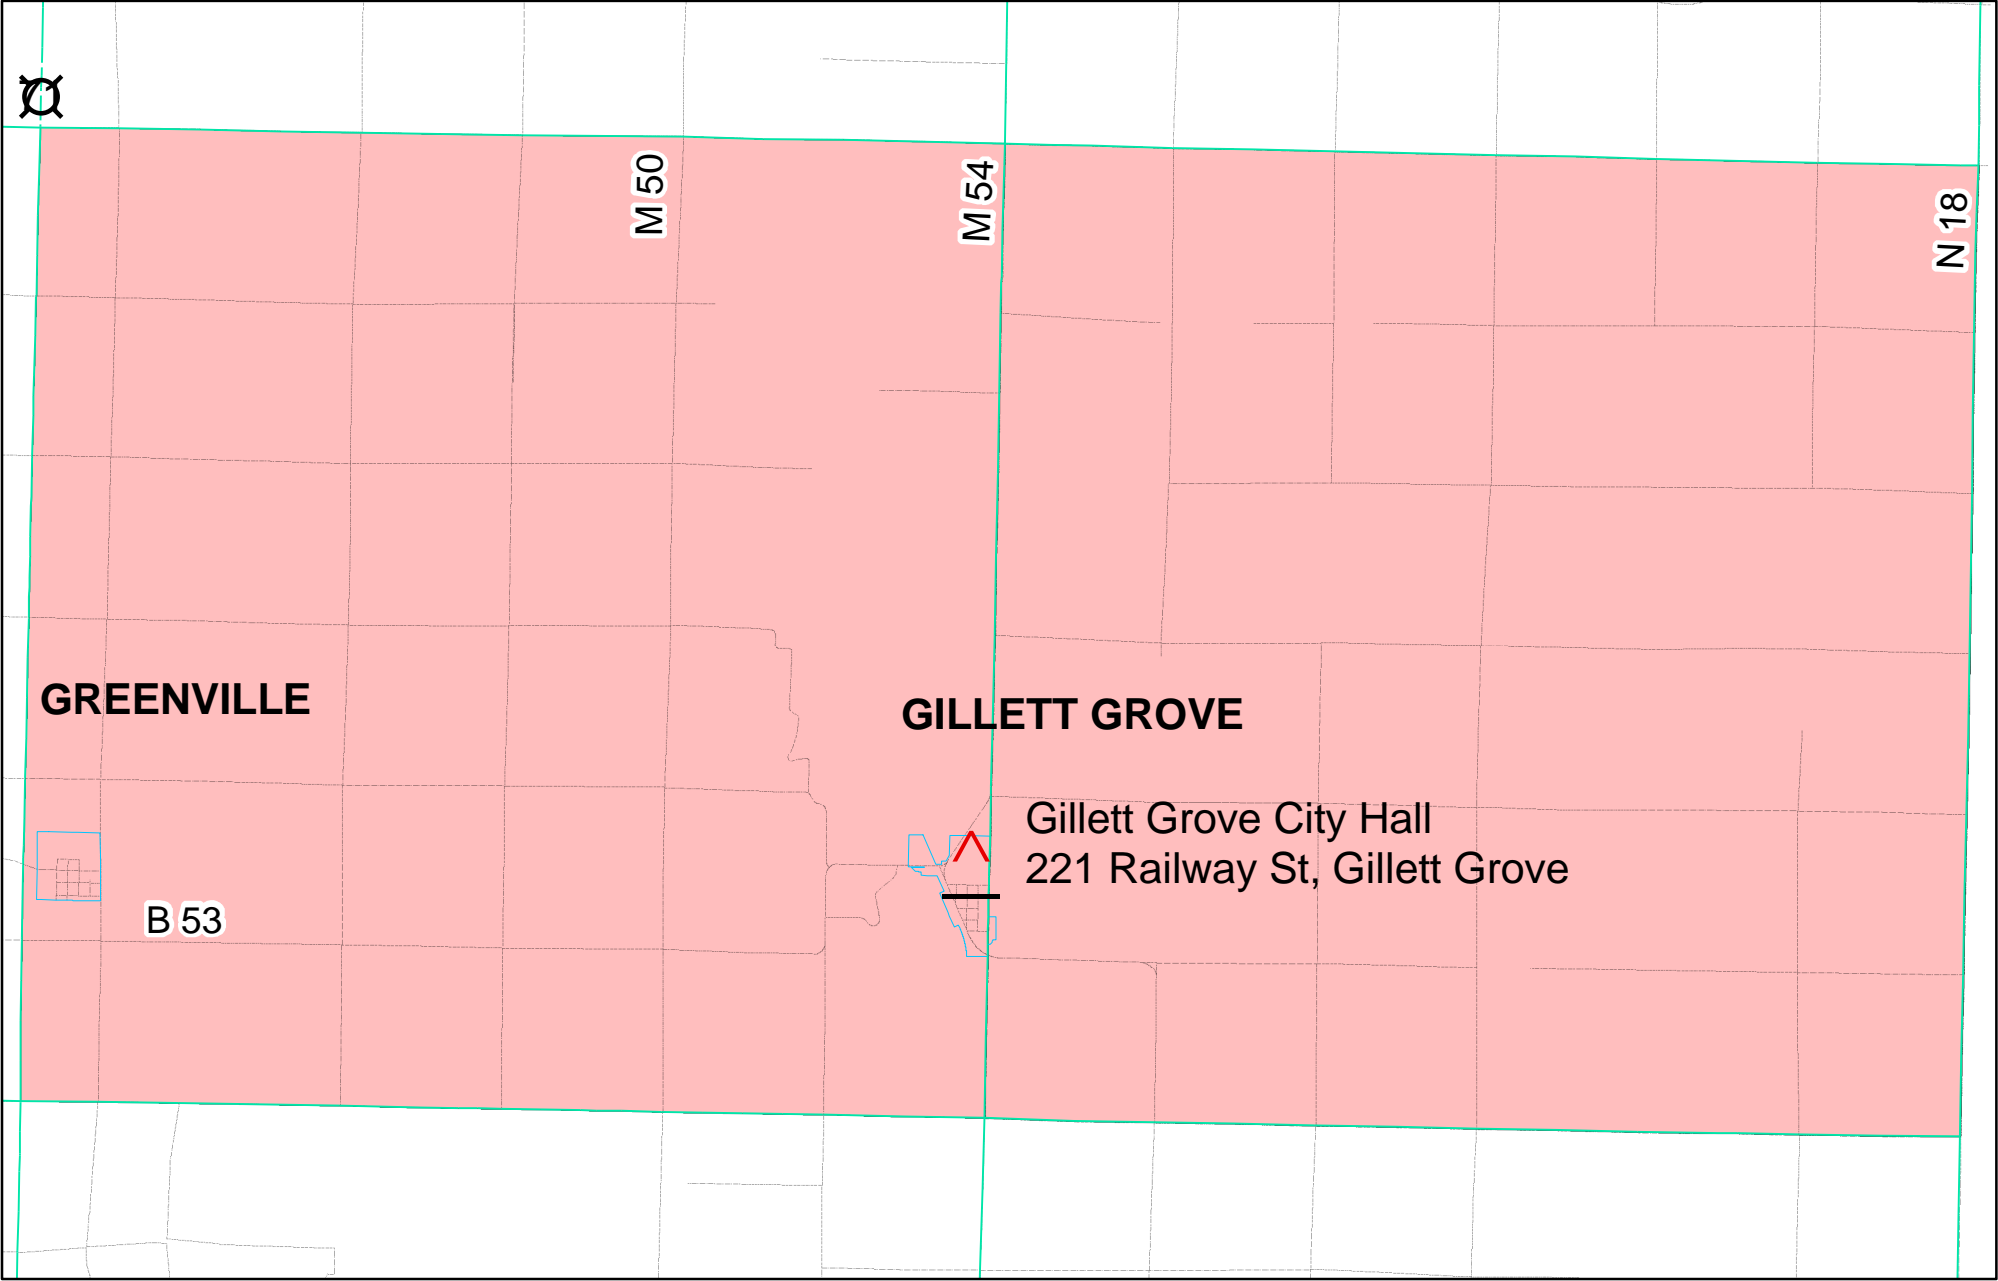 M 50
M 54
N 18
GREENVILLE
GILLETT GROVE
Gillett Grove City Hall
221 Railway St, Gillett Grove
B 53